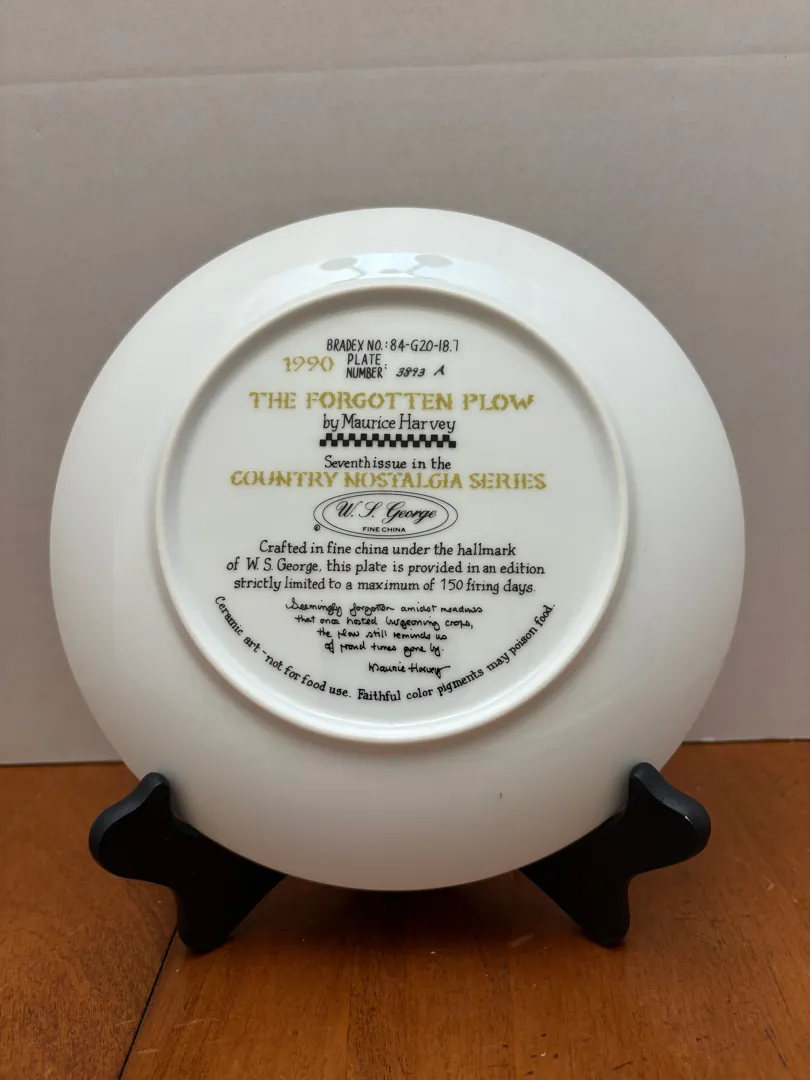 BRADEX NO.: 84-G20-18.7
1990 PLATE NUMBER: 3893 A
THE FORGOTTEN PLOW
by Maurice Harvey
Seventh issue in the
COUNTRY NOSTALGIA SERIES
W. S. George
FINE CHINA
Crafted in fine china under the hallmark
of W. S. George, this plate is provided in an edition
strictly limited to a maximum of 150 firing days.
Seemingly forgotten amidst meadows
that once hosted burgeoning crops,
the plow still reminds us
of proud times gone by.
Maurice Harvey
Ceramic art - not for food use. Faithful color pigments may poison food.